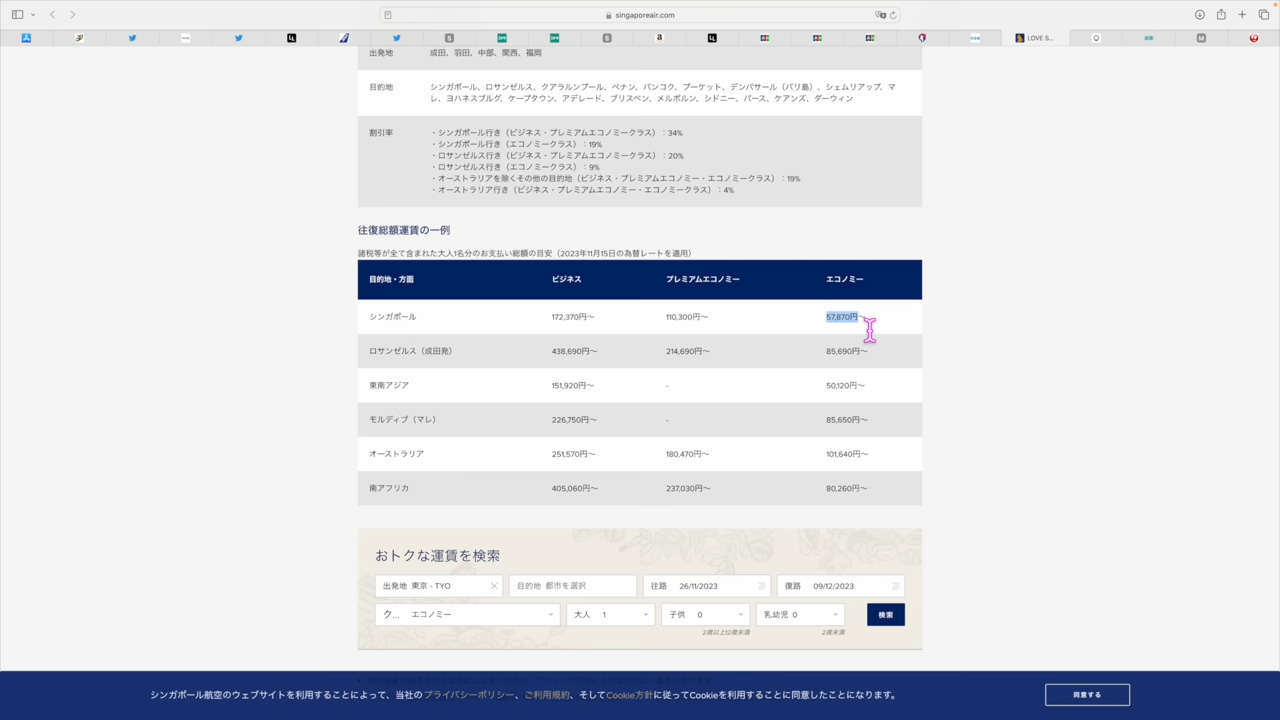 singaporeair.com
LOVE S...
出発地 成田、羽田、中部、関西、福岡
目的地 シンガポール、ロサンゼルス、クアラルンプール、ペナン、バンコク、プーケット、デンパサール（バリ島）、シェムリアップ、マ
レ、ヨハネスブルグ、ケープタウン、アデレード、ブリスベン、メルボルン、シドニー、パース、ケアンズ、ダーウィン
割引率 ・シンガポール行き（ビジネス・プレミアムエコノミークラス）：34%
・シンガポール行き（エコノミークラス）：19%
・ロサンゼルス行き（ビジネス・プレミアムエコノミークラス）：20%
・ロサンゼルス行き（エコノミークラス）：9%
・オーストラリアを除くその他の目的地（ビジネス・プレミアムエコノミー・エコノミークラス）：19%
・オーストラリア行き（ビジネス・プレミアムエコノミー・エコノミークラス）：4%
往復総額運賃の一例
諸税等が全て含まれた大人1名分のお支払い総額の目安（2023年11月15日の為替レートを適用）
目的地・方面 ビジネス プレミアムエコノミー エコノミー
シンガポール 172,370円〜 110,300円〜 57,870円〜
ロサンゼルス（成田発） 438,690円〜 214,690円〜 85,690円〜
東南アジア 151,920円〜 - 50,120円〜
モルディブ（マレ） 226,750円〜 - 85,650円〜
オーストラリア 251,570円〜 180,470円〜 101,640円〜
南アフリカ 405,060円〜 237,030円〜 80,260円〜
おトクな運賃を検索
出発地 東京 - TYO 目的地 都市を選択 往路 26/11/2023 復路 09/12/2023
ク... エコノミー 大人 1 子供 0 乳幼児 0 検索
2歳以上12歳未満 2歳未満
シンガポール航空のウェブサイトを利用することによって、当社のプライバシーポリシー、ご利用規約、そしてCookie方針に従ってCookieを利用することに同意したことになります。 同意する